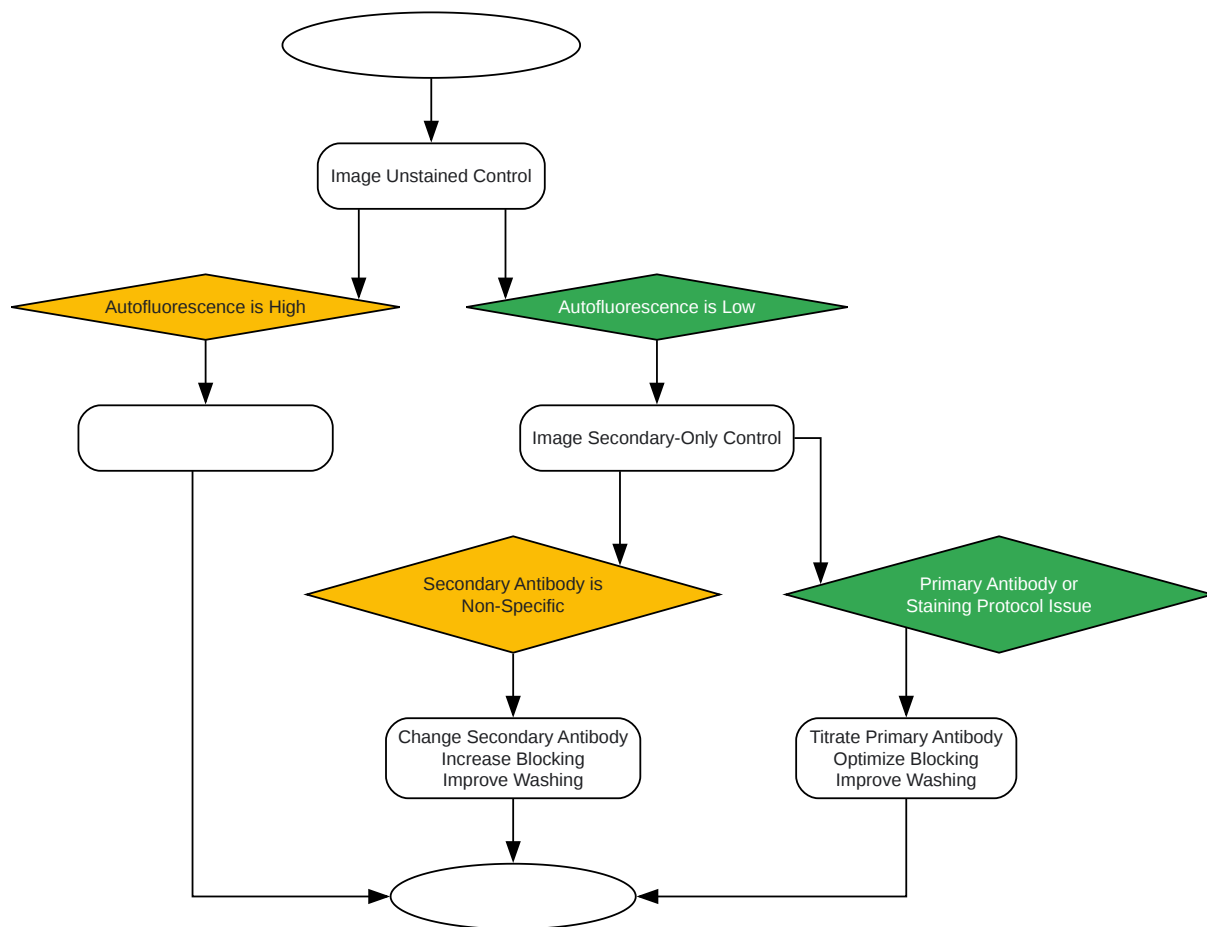 Image Unstained Control
Autofluorescence is High
Autofluorescence is Low
Image Secondary-Only Control
Secondary Antibody is
Non-Specific
Primary Antibody or
Staining Protocol Issue
Change Secondary Antibody
Increase Blocking
Improve Washing
Titrate Primary Antibody
Optimize Blocking
Improve Washing